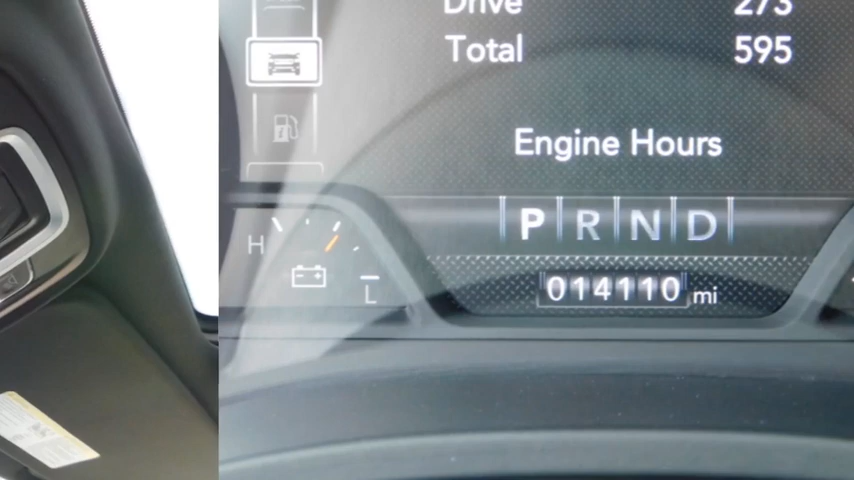 Drive 273
Total 595
Engine Hours
P R N D
H
L
014110 mi